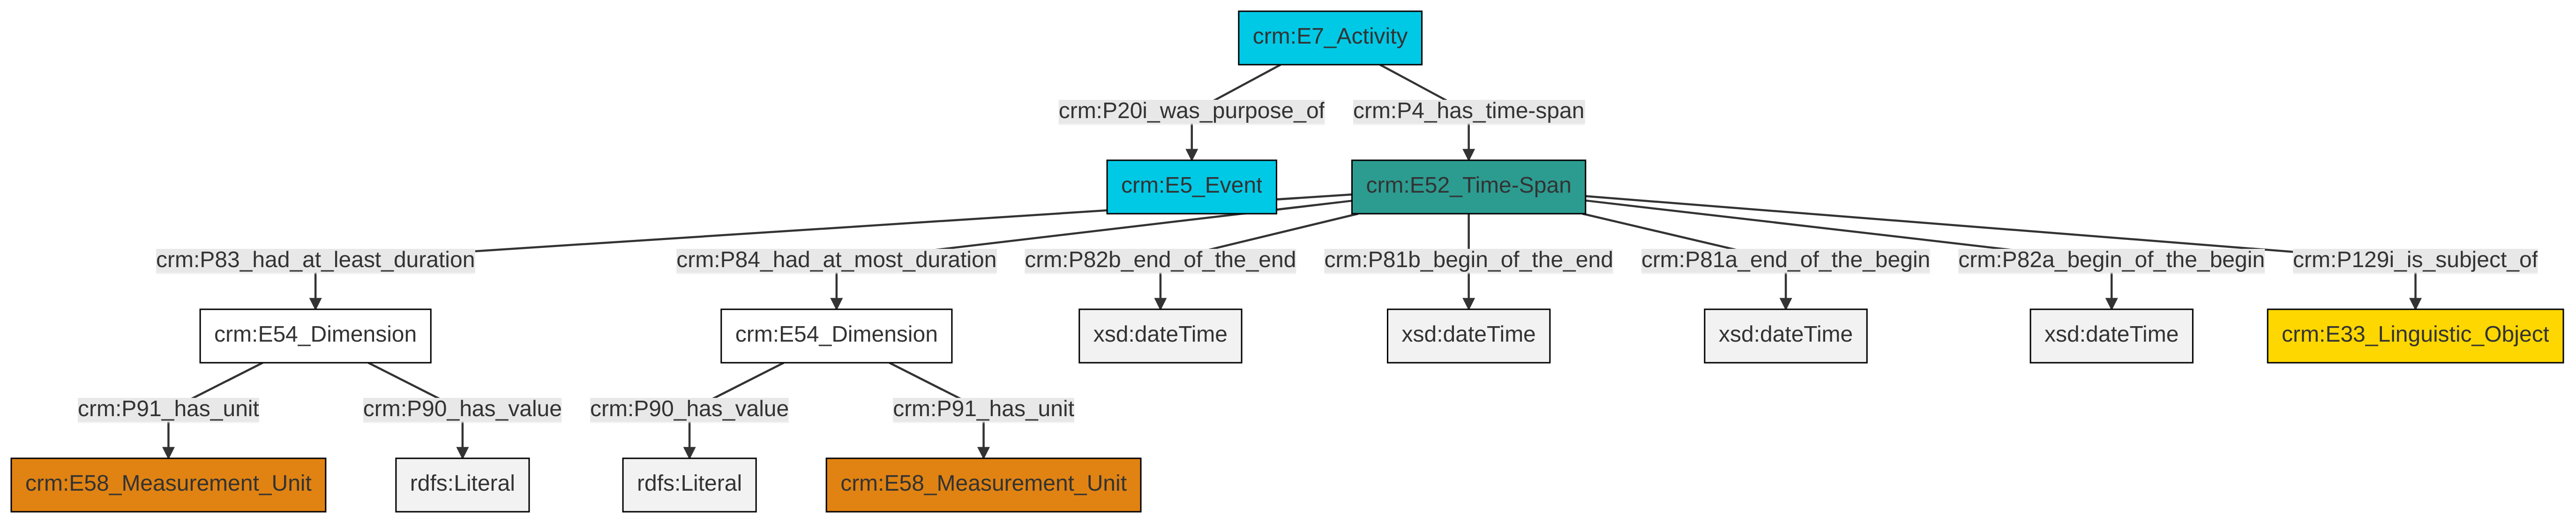 crm:E7_Activity
crm:P20i_was_purpose_of
crm:P4_has_time-span
crm:E5_Event
crm:E52_Time-Span
crm:P83_had_at_least_duration
crm:P84_had_at_most_duration
crm:P82b_end_of_the_end
crm:P81b_begin_of_the_end
crm:P81a_end_of_the_begin
crm:P82a_begin_of_the_begin
crm:P129i_is_subject_of
crm:E54_Dimension
crm:E54_Dimension
xsd:dateTime
xsd:dateTime
xsd:dateTime
xsd:dateTime
crm:E33_Linguistic_Object
crm:P91_has_unit
crm:P90_has_value
crm:P90_has_value
crm:P91_has_unit
crm:E58_Measurement_Unit
rdfs:Literal
rdfs:Literal
crm:E58_Measurement_Unit